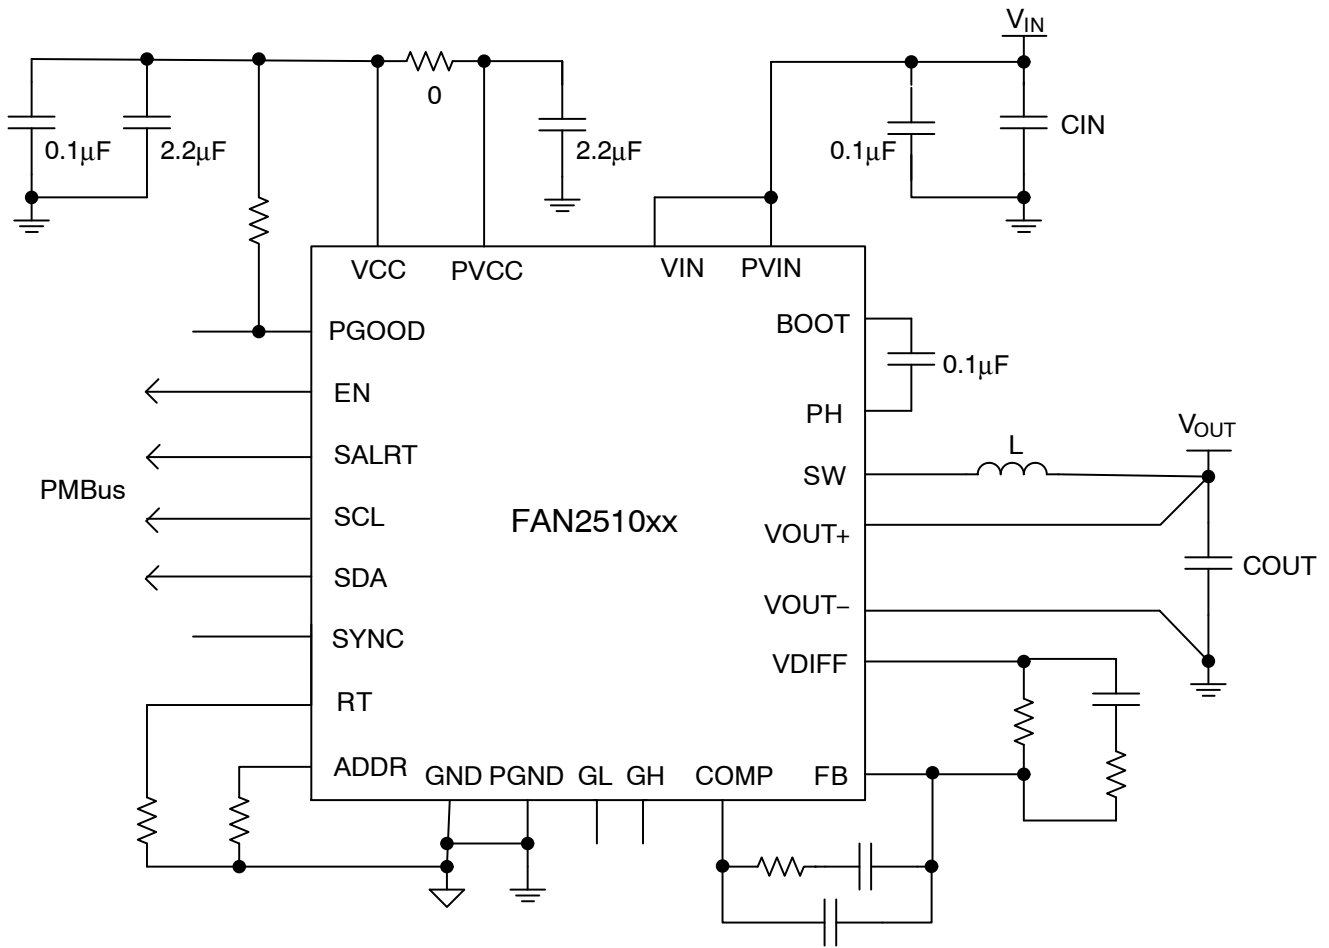 V_IN
0
0.1μF
2.2μF
2.2μF
0.1μF
CIN
VCC
PVCC
VIN
PVIN
PGOOD
BOOT
0.1μF
EN
PH
SALRT
V_OUT
L
SW
PMBus
SCL
FAN2510xx
VOUT+
SDA
COUT
VOUT−
SYNC
VDIFF
RT
ADDR
GND
PGND
GL
GH
COMP
FB